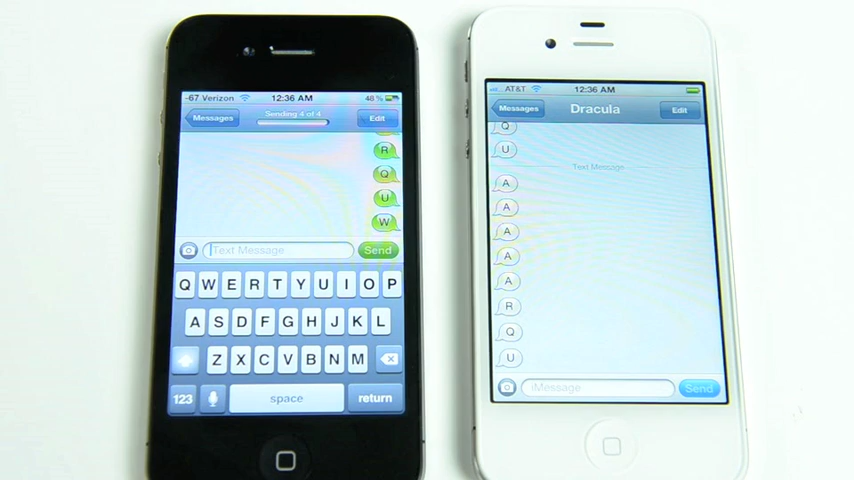 -67 Verizon 12:36 AM 48%
Messages Sending 4 of 4 Edit
R
Q
U
W
Text Message Send
Q W E R T Y U I O P
A S D F G H J K L
Z X C V B N M
123 space return
AT&T 12:36 AM
Messages Dracula Edit
Q
U
Text Message
A
A
A
A
A
R
Q
U
iMessage Send